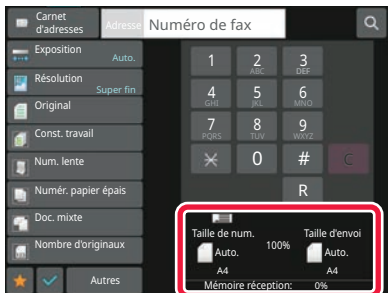 Carnet d'adresses
Adresse
Numéro de fax
Exposition
Auto.
Résolution
Super fin
Original
Const. travail
Num. lente
Numér. papier épais
Doc. mixte
Nombre d'originaux
Autres
1
2
ABC
3
DEF
4
GHI
5
JKL
6
MNO
7
PQRS
8
TUV
9
WXYZ
0
#
C
R
Taille de num.
Taille d'envoi
Auto.
100%
Auto.
A4
A4
Mémoire réception: 0%